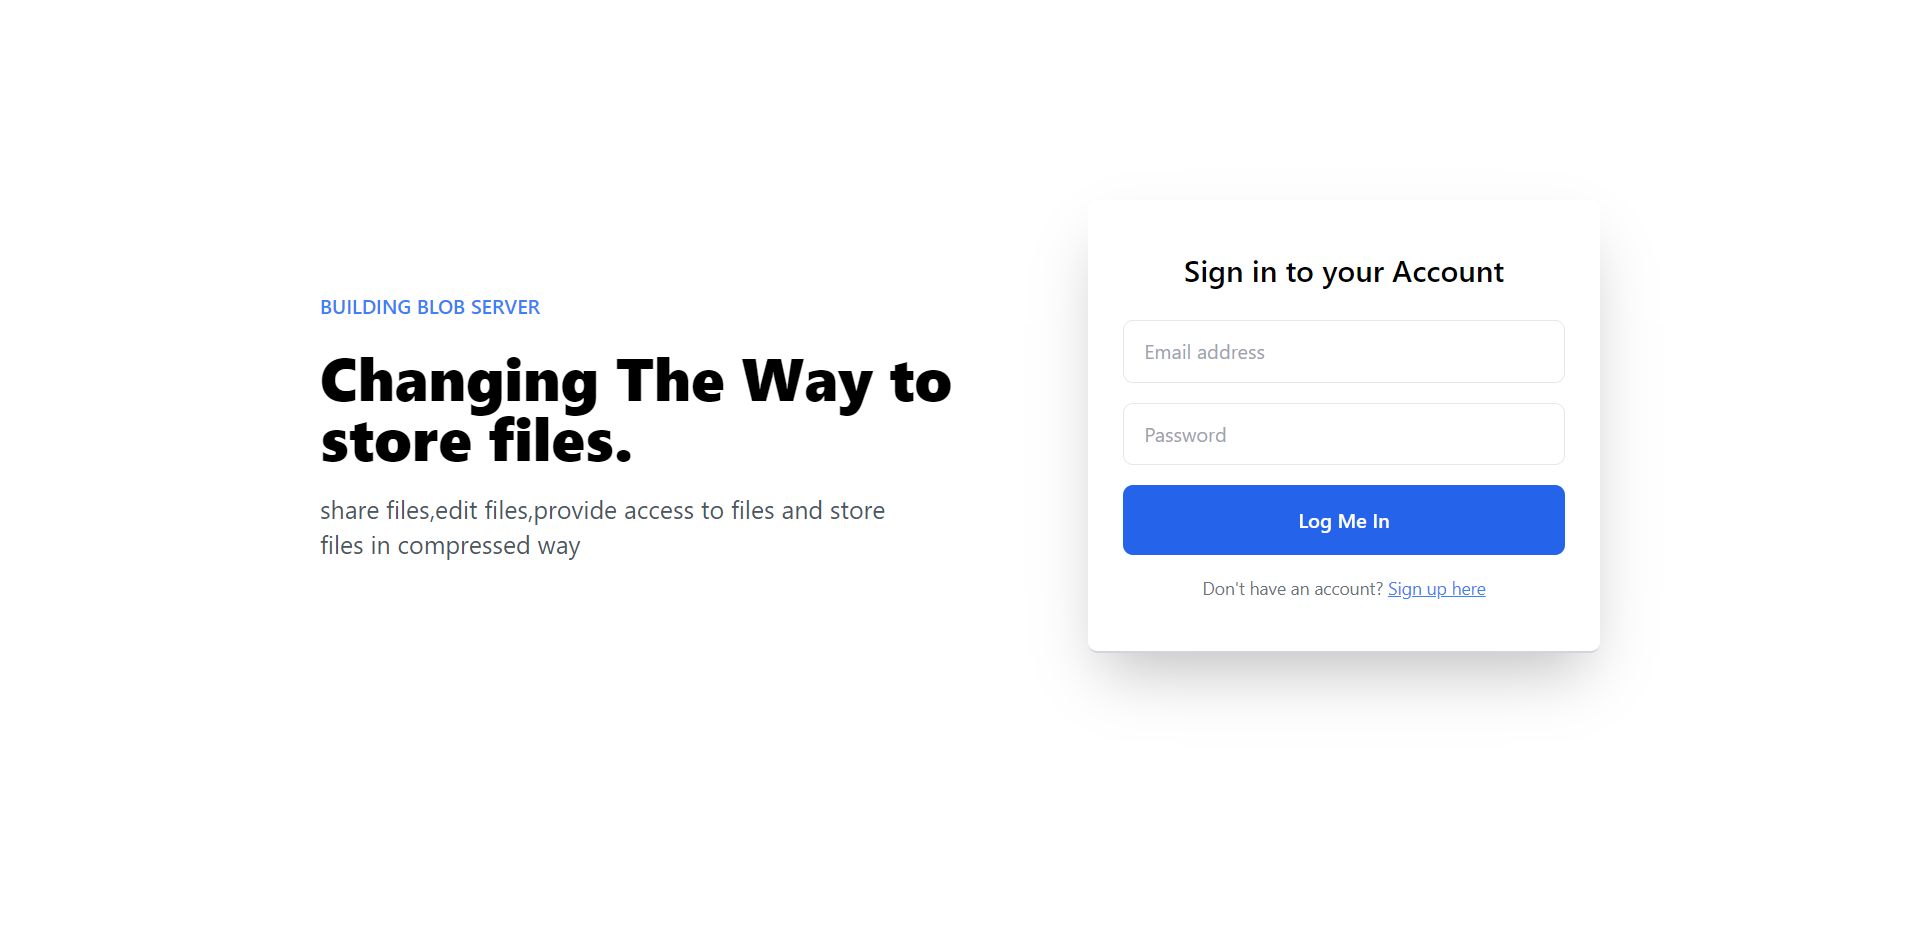 BUILDING BLOB SERVER
Changing The Way to
store files.
share files,edit files,provide access to files and store
files in compressed way
Sign in to your Account
Email address
Password
Log Me In
Don't have an account? Sign up here